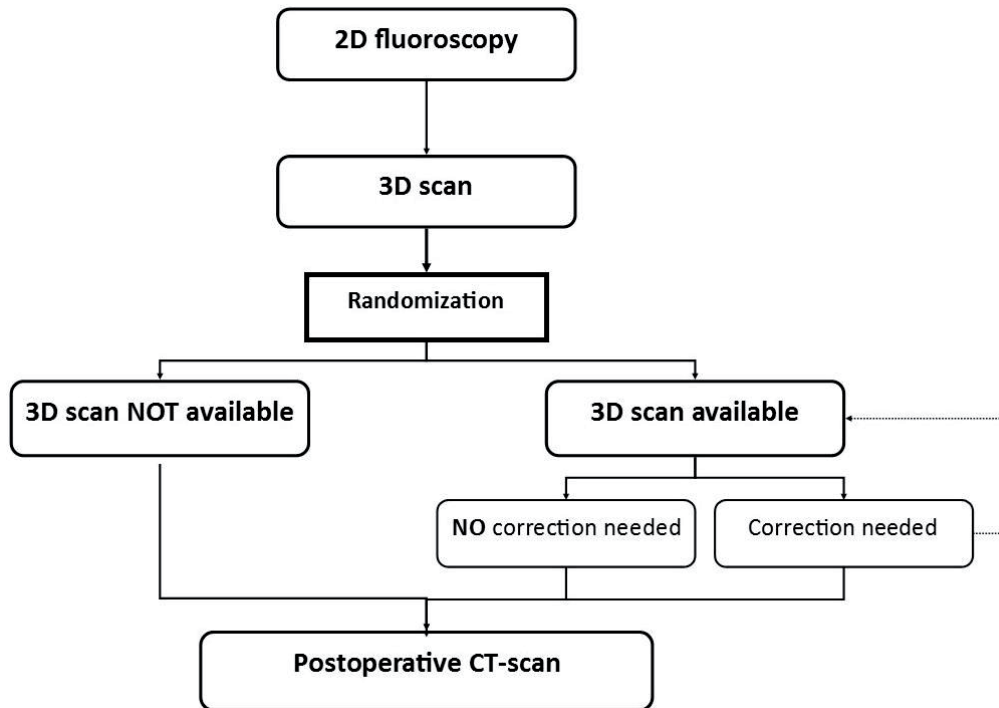 2D fluoroscopy
3D scan
Randomization
3D scan NOT available
3D scan available
NO correction needed
Correction needed
Postoperative CT-scan